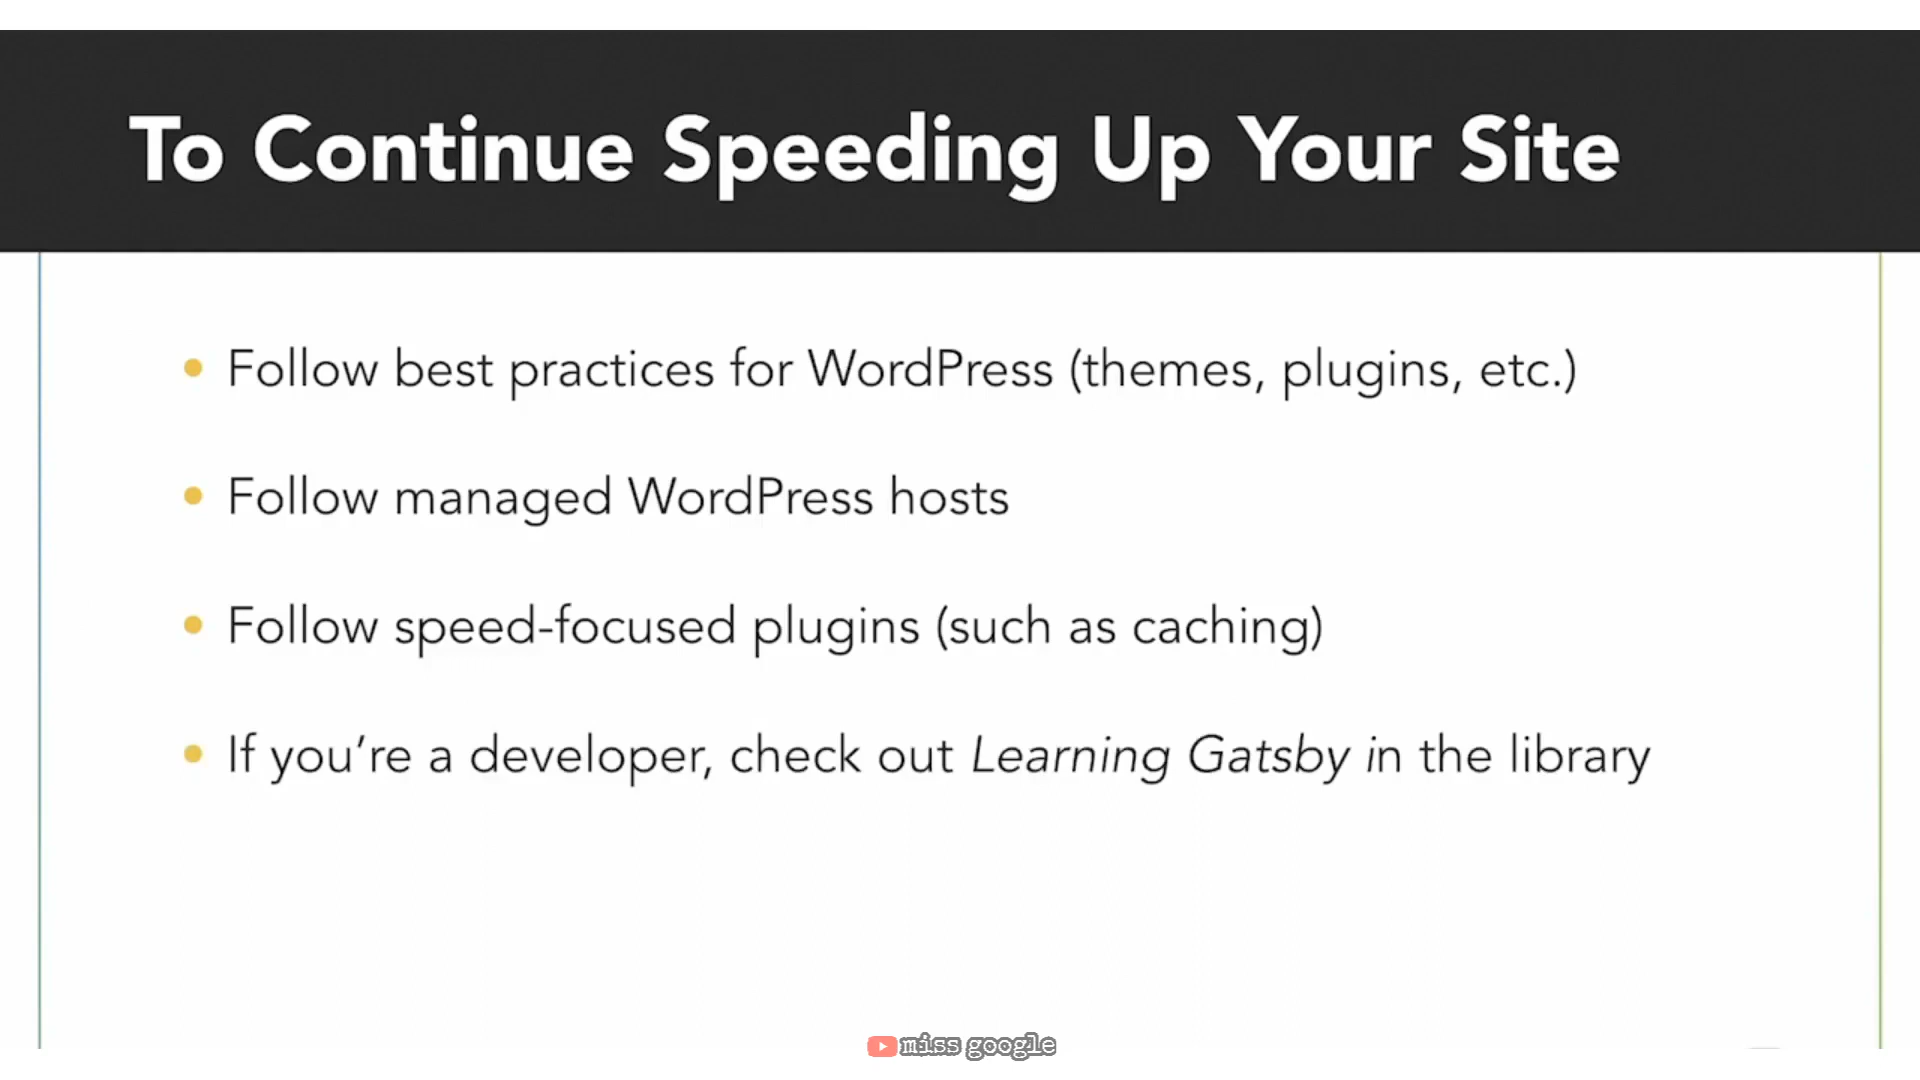 To Continue Speeding Up Your Site
• Follow best practices for WordPress (themes, plugins, etc.)
• Follow managed WordPress hosts
• Follow speed-focused plugins (such as caching)
• If you’re a developer, check out Learning Gatsby in the library
miss google